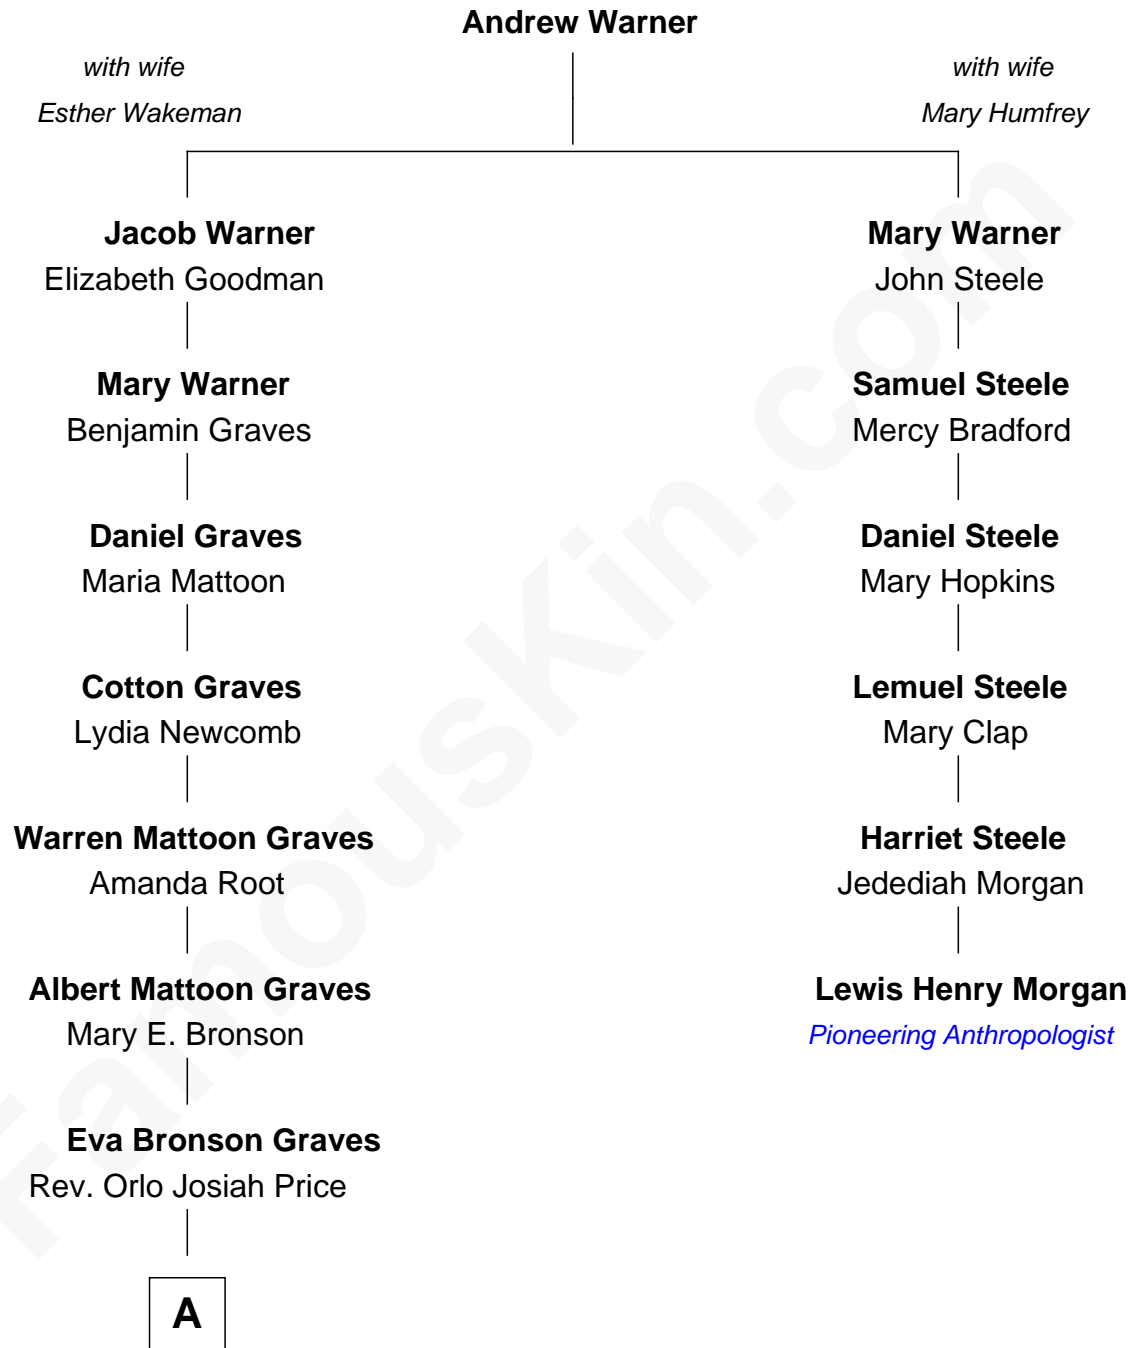 Andrew Warner
with wife
Esther Wakeman
with wife
Mary Humfrey
Jacob Warner
Elizabeth Goodman
Mary Warner
John Steele
Mary Warner
Benjamin Graves
Samuel Steele
Mercy Bradford
Daniel Graves
Maria Mattoon
Daniel Steele
Mary Hopkins
Cotton Graves
Lydia Newcomb
Lemuel Steele
Mary Clap
Warren Mattoon Graves
Amanda Root
Harriet Steele
Jedediah Morgan
Albert Mattoon Graves
Mary E. Bronson
Lewis Henry Morgan
Pioneering Anthropologist
Eva Bronson Graves
Rev. Orlo Josiah Price
A
FamousKin.com